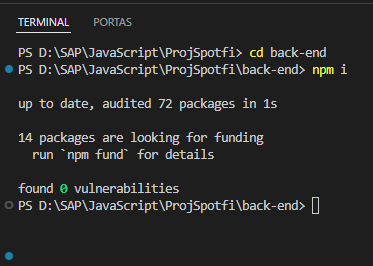 TERMINAL PORTAS
PS D:\SAP\JavaScript\ProjSpotfi> cd back-end
PS D:\SAP\JavaScript\ProjSpotfi\back-end> npm i
up to date, audited 72 packages in 1s
14 packages are looking for funding
run `npm fund` for details
found 0 vulnerabilities
PS D:\SAP\JavaScript\ProjSpotfi\back-end>